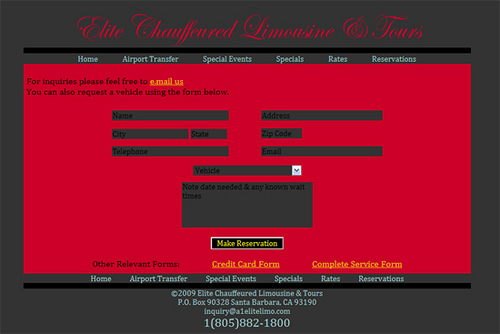 Elite Chauffeured Limousine & Tours
Home Airport Transfer Special Events Specials Rates Reservations
For inquiries please feel free to e.mail us
You can also request a vehicle using the form below.
Name Address
City State Zip Code
Telephone Email
Vehicle
Note date needed & any known wait
times
Make Reservation
Other Relevant Forms: Credit Card Form Complete Service Form
Home Airport Transfer Special Events Specials Rates Reservations
©2009 Elite Chauffeured Limousine & Tours
P.O. Box 90328 Santa Barbara, CA 93190
inquiry@a1elitelimo.com
1(805)882-1800